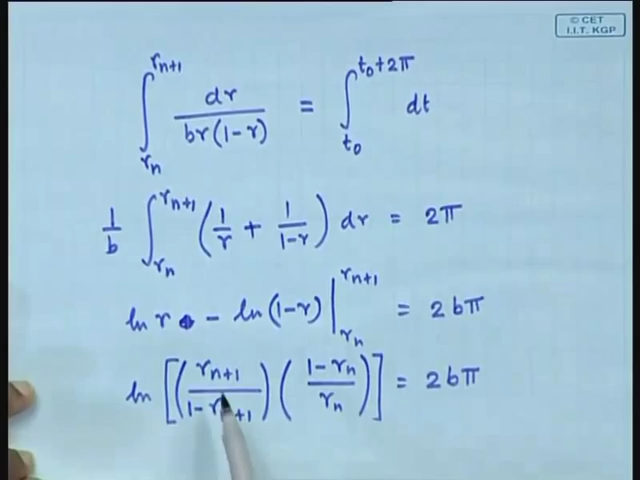 © CET
I.I.T. KGP
∫_{r_n}^{r_{n+1}} dr / br(1-r) = ∫_{t_0}^{t_0+2π} dt
1/b ∫_{r_n}^{r_{n+1}} (1/r + 1/(1-r)) dr = 2π
ln r - ln(1-r) |_{r_n}^{r_{n+1}} = 2bπ
ln [(r_{n+1} / 1-r_{n+1}) (1-r_n / r_n)] = 2bπ